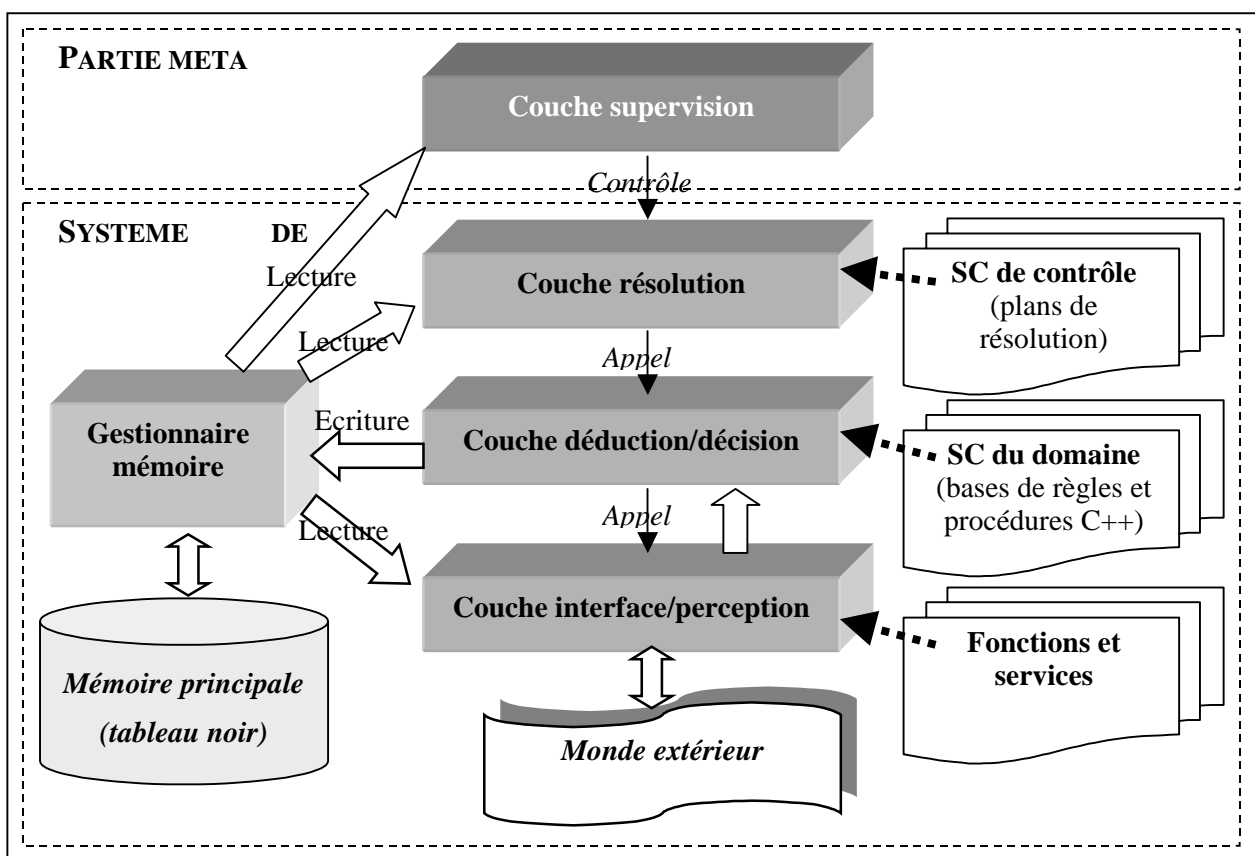 PARTIE META
Couche supervision
Contrôle
SYSTEME DE
Lecture
Couche résolution
SC de contrôle
(plans de
résolution)
Lecture
Appel
Ecriture
Gestionnaire
mémoire
Couche déduction/décision
SC du domaine
(bases de règles et
procédures C++)
Lecture
Appel
Couche interface/perception
Fonctions et
services
Mémoire principale
(tableau noir)
Monde extérieur